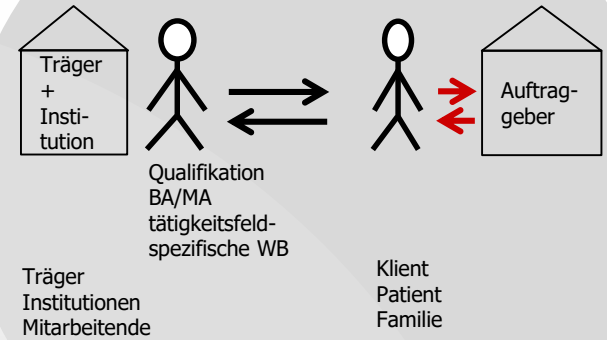 Träger
+
Insti-
tution
Auftrag-
geber
Qualifikation
BA/MA
tätigkeitsfeld-
spezifische WB
Träger
Institutionen
Mitarbeitende
Klient
Patient
Familie